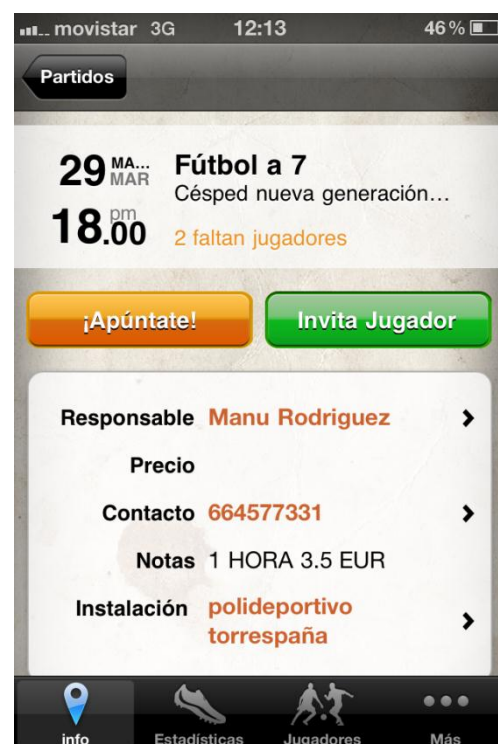 movistar 3G 12:13 46 %
Partidos
29 MA... MAR
Fútbol a 7
Césped nueva generación...
18.00 pm
2 faltan jugadores
¡Apúntate!
Invita Jugador
Responsable Manu Rodriguez
Precio
Contacto 664577331
Notas 1 HORA 3.5 EUR
Instalación polideportivo
torrespaña
info Estadísticas Jugadores Más